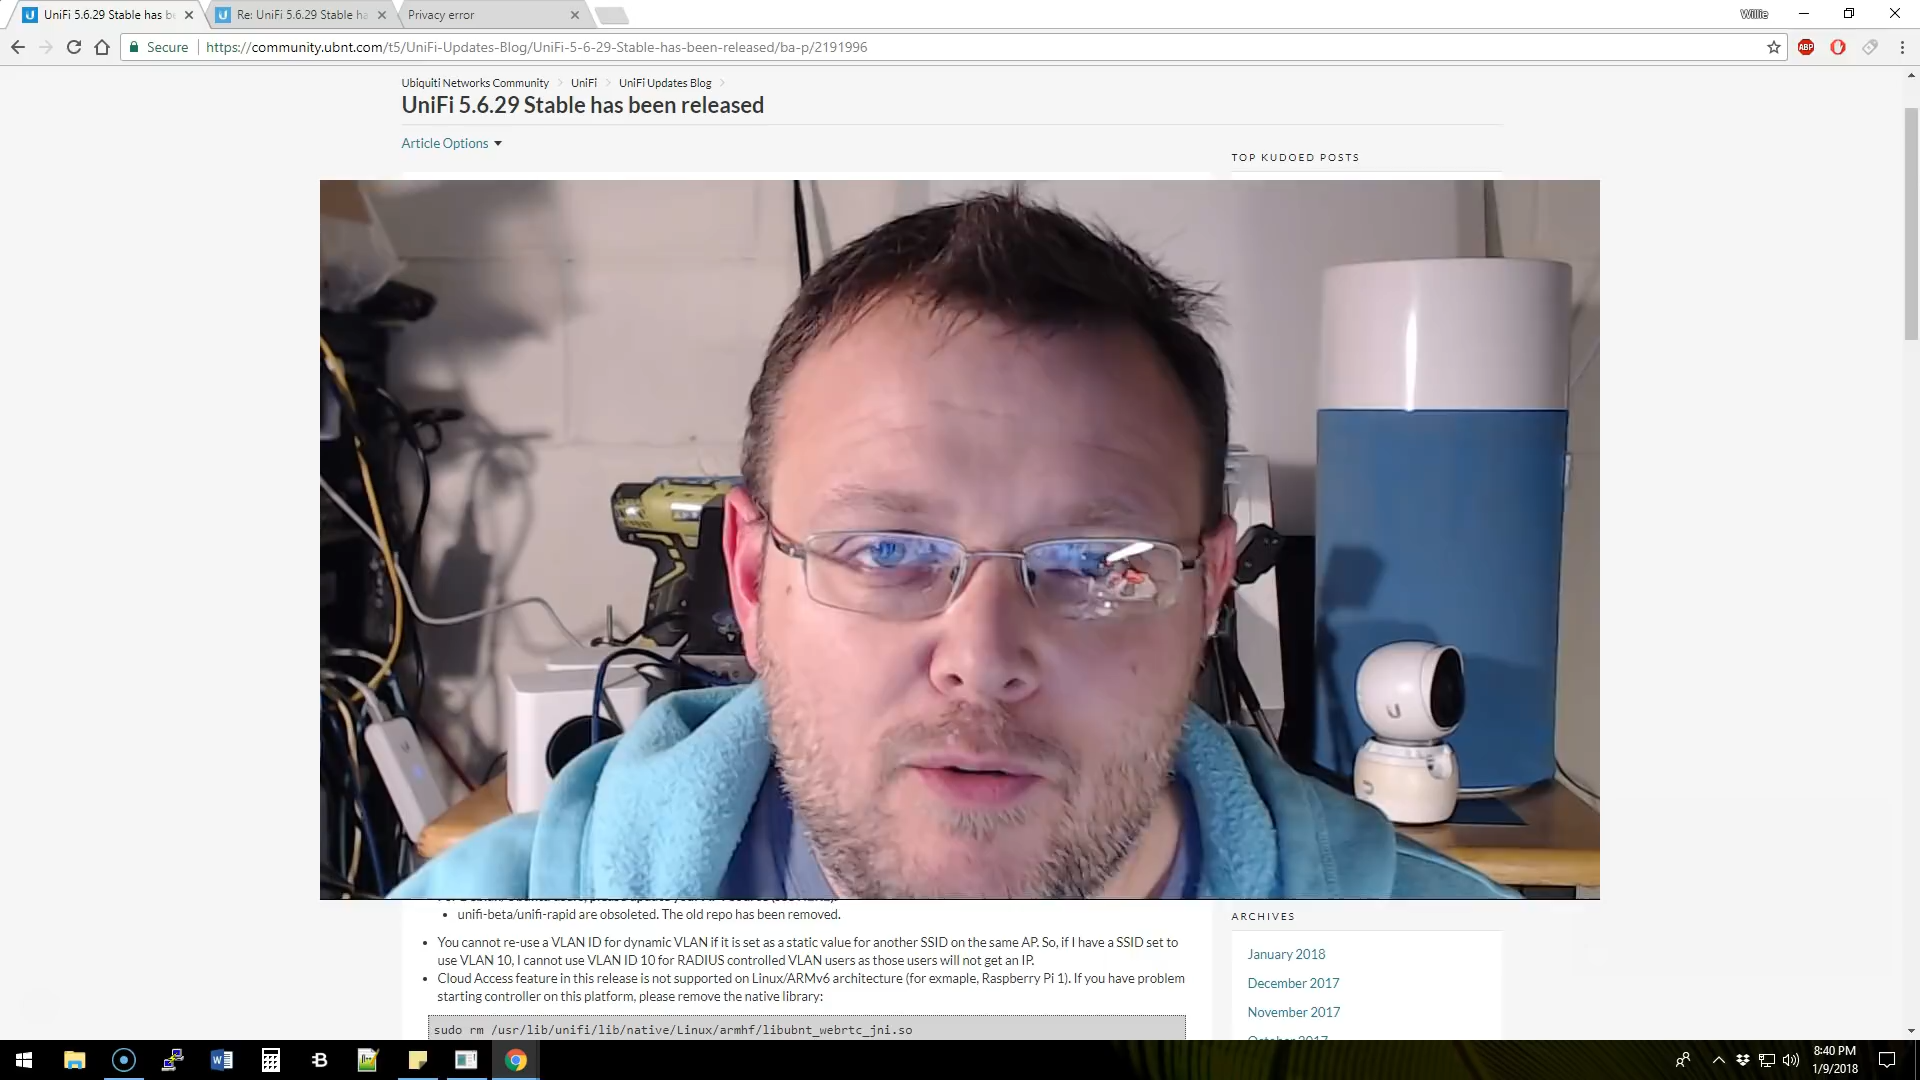 UniFi 5.6.29 Stable has be
Re: UniFi 5.6.29 Stable ha
Privacy error
Willie
Secure
https://community.ubnt.com/t5/UniFi-Updates-Blog/UniFi-5-6-29-Stable-has-been-released/ba-p/2191996
ABP
Ubiquiti Networks Community
UniFi
UniFi Updates Blog
UniFi 5.6.29 Stable has been released
Article Options
TOP KUDOED POSTS
unifi-beta/unifi-rapid are obsoleted. The old repo has been removed.
You cannot re-use a VLAN ID for dynamic VLAN if it is set as a static value for another SSID on the same AP. So, if I have a SSID set to
use VLAN 10, I cannot use VLAN ID 10 for RADIUS controlled VLAN users as those users will not get an IP.
Cloud Access feature in this release is not supported on Linux/ARMv6 architecture (for exmaple, Raspberry Pi 1). If you have problem
starting controller on this platform, please remove the native library:
sudo rm /usr/lib/unifi/lib/native/Linux/armhf/libubnt_webrtc_jni.so
ARCHIVES
January 2018
December 2017
November 2017
October 2017
8:40 PM
1/9/2018